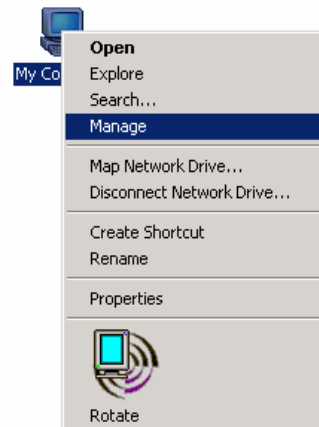 Open
My Co
Explore
Search...
Manage
Map Network Drive...
Disconnect Network Drive...
Create Shortcut
Rename
Properties
Rotate